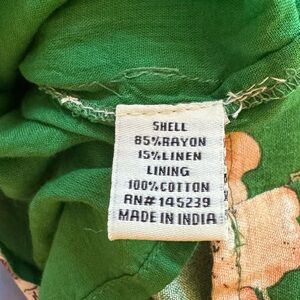 SHELL
85%RAYON
15%LINEN
LINING
100%COTTON
RN#145239
MADE IN INDIA